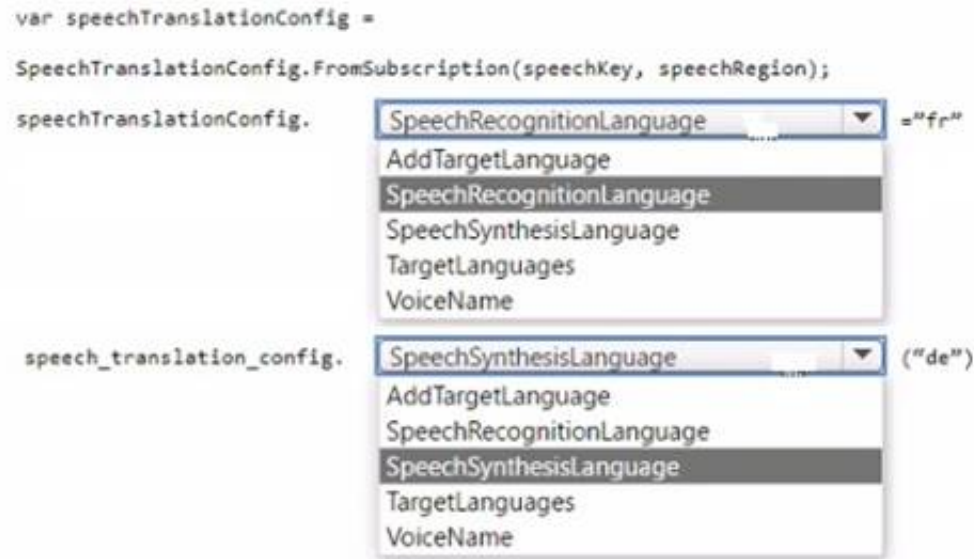 var speechTranslationConfig =
SpeechTranslationConfig.FromSubscription(speechKey, speechRegion);
speechTranslationConfig. SpeechRecognitionLanguage ="fr"
AddTargetLanguage
SpeechRecognitionLanguage
SpeechSynthesisLanguage
TargetLanguages
VoiceName
speech_translation_config. SpeechSynthesisLanguage ("de")
AddTargetLanguage
SpeechRecognitionLanguage
SpeechSynthesisLanguage
TargetLanguages
VoiceName